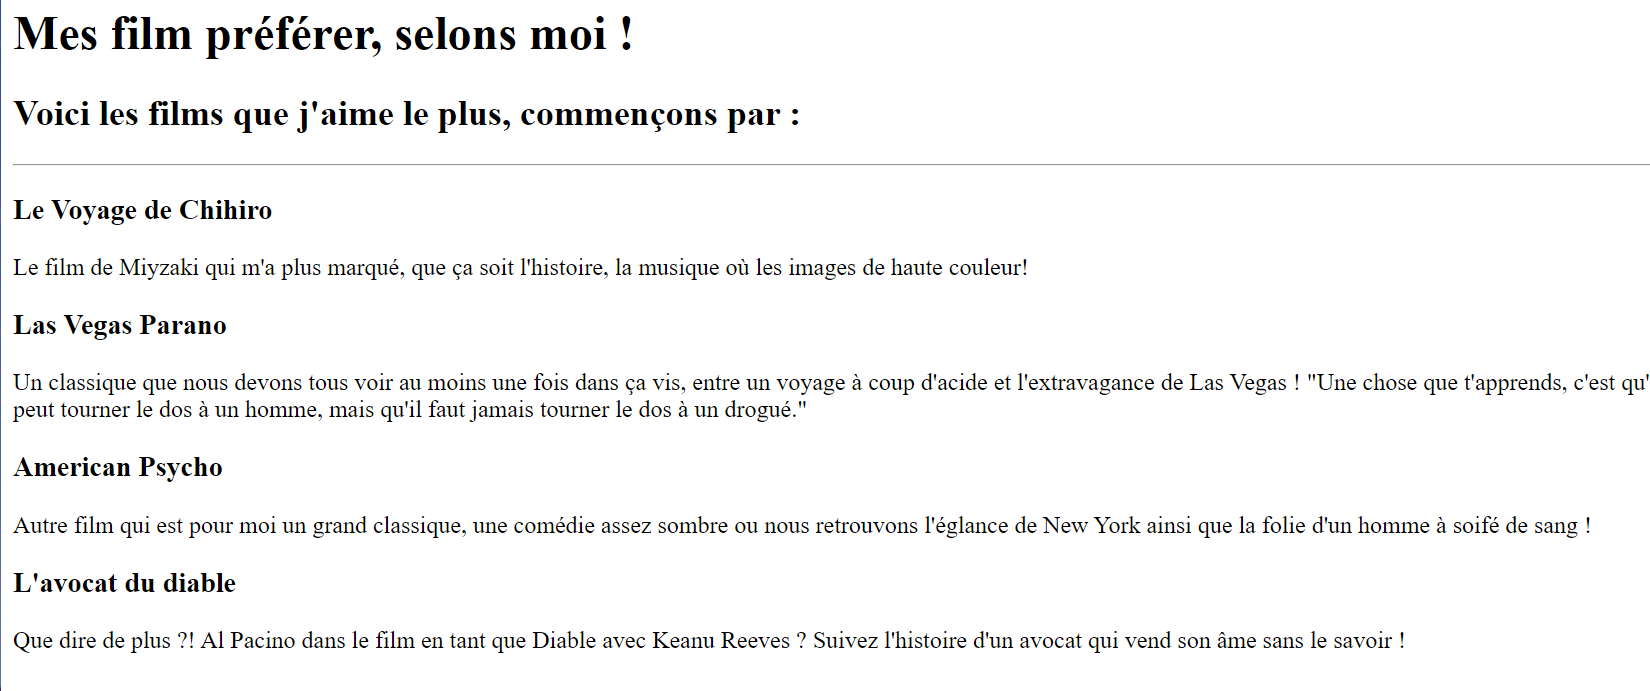 Mes film préférer, selons moi !
Voici les films que j'aime le plus, commençons par :
Le Voyage de Chihiro
Le film de Miyzaki qui m'a plus marqué, que ça soit l'histoire, la musique où les images de haute couleur!
Las Vegas Parano
Un classique que nous devons tous voir au moins une fois dans ça vis, entre un voyage à coup d'acide et l'extravagance de Las Vegas ! "Une chose que t'apprends, c'est qu'
peut tourner le dos à un homme, mais qu'il faut jamais tourner le dos à un drogué."
American Psycho
Autre film qui est pour moi un grand classique, une comédie assez sombre ou nous retrouvons l'églance de New York ainsi que la folie d'un homme à soifé de sang !
L'avocat du diable
Que dire de plus ?! Al Pacino dans le film en tant que Diable avec Keanu Reeves ? Suivez l'histoire d'un avocat qui vend son âme sans le savoir !